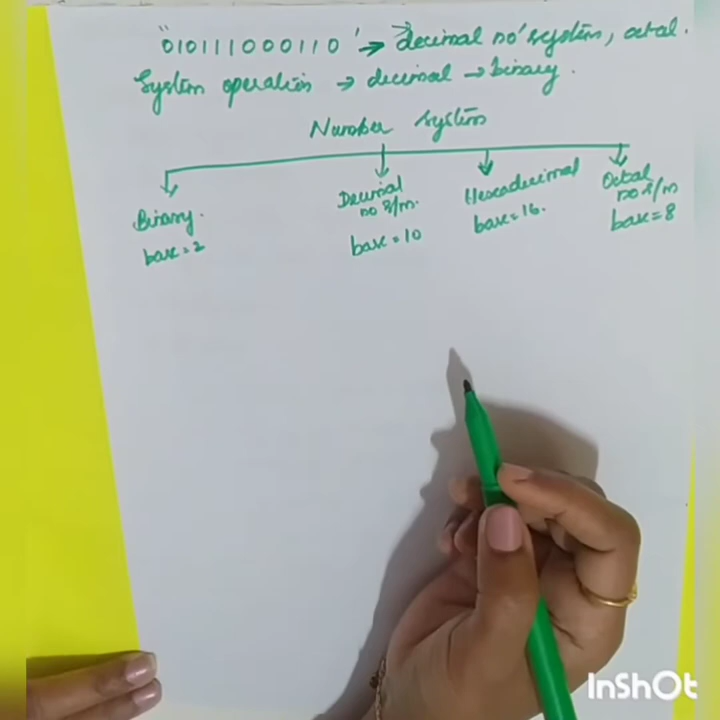 "010111000110' → decimal no' system, octal.
System operation → decimal → binary.
Number system
Binary. Decimal no s/m. Hexadecimal Octal no s/m
base = 2 base = 10 base = 16. base = 8
InShOt